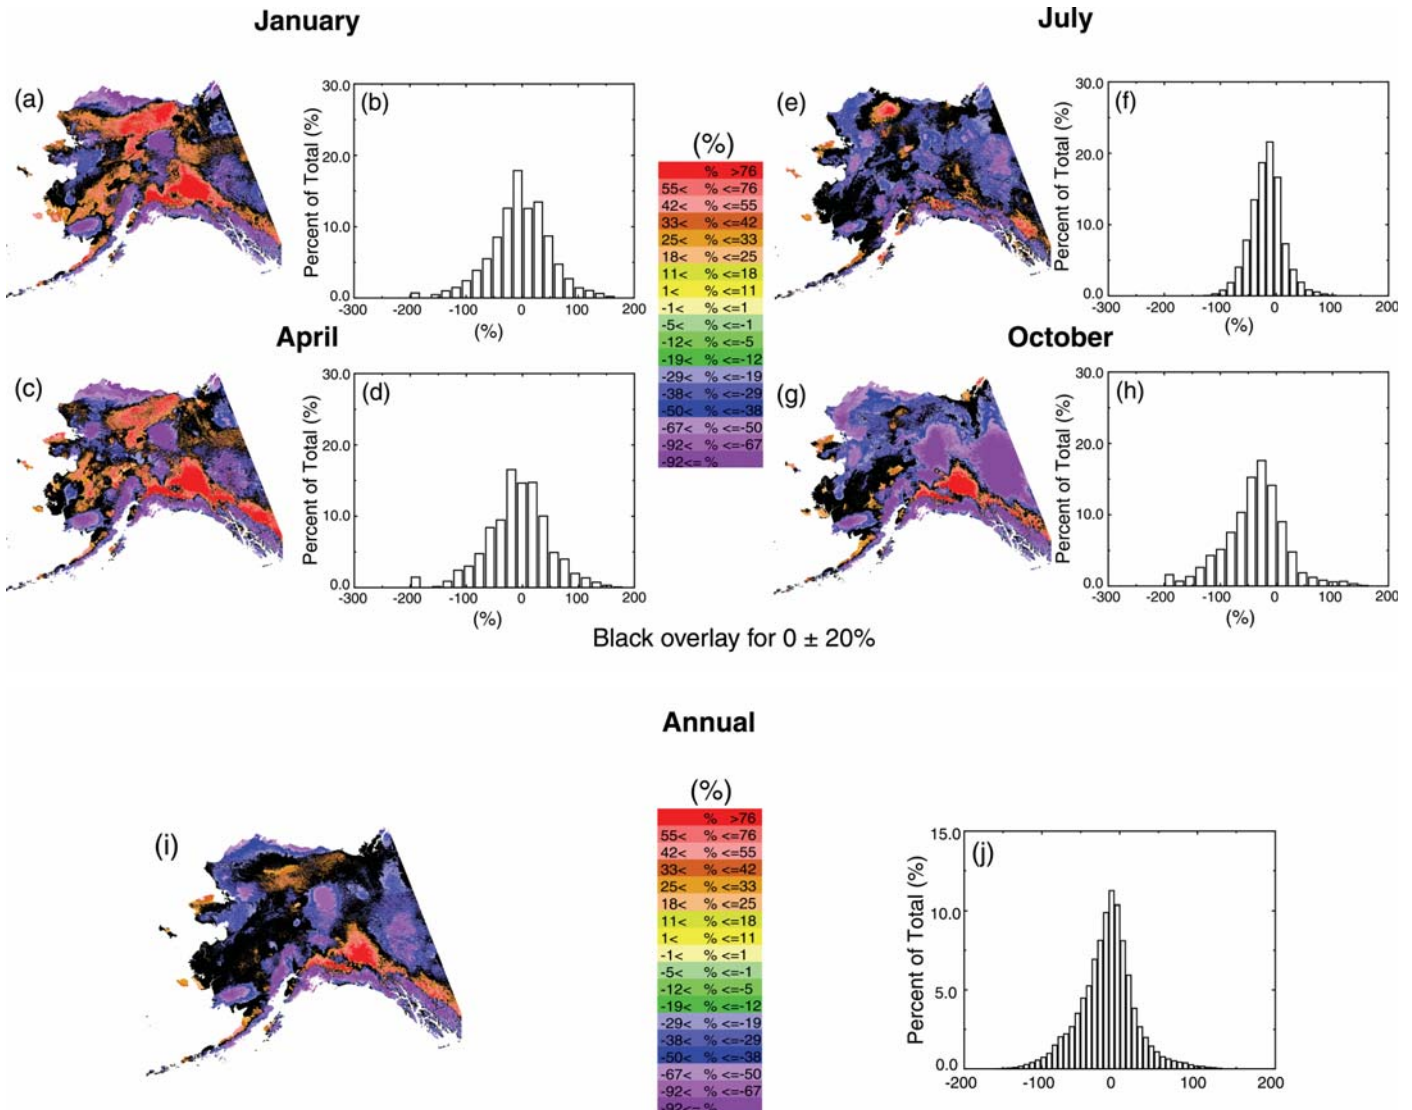 January
July
(a)
(b)
30.0
20.0
10.0
0.0
Percent of Total (%)
-300
-200
-100
0
100
200
(%)
(%)
% >76
55< % <=76
42< % <=55
33< % <=42
25< % <=33
18< % <=25
11< % <=18
1< % <=11
-1< % <=1
-5< % <=-1
-12< % <=-5
-19< % <=-12
-29< % <=-19
-38< % <=-29
-50< % <=-38
-67< % <=-50
-92< % <=-67
-92<= %
(e)
(f)
30.0
20.0
10.0
0.0
Percent of Total (%)
-300
-200
-100
0
100
200
(%)
April
October
(c)
(d)
30.0
20.0
10.0
0.0
Percent of Total (%)
-300
-200
-100
0
100
200
(%)
(g)
(h)
30.0
20.0
10.0
0.0
Percent of Total (%)
-300
-200
-100
0
100
200
(%)
Black overlay for 0 ± 20%
Annual
(i)
(%)
% >76
55< % <=76
42< % <=55
33< % <=42
25< % <=33
18< % <=25
11< % <=18
1< % <=11
-1< % <=1
-5< % <=-1
-12< % <=-5
-19< % <=-12
-29< % <=-19
-38< % <=-29
-50< % <=-38
-67< % <=-50
-92< % <=-67
-92<= %
(j)
15.0
10.0
5.0
0.0
Percent of Total (%)
-200
-100
0
100
200